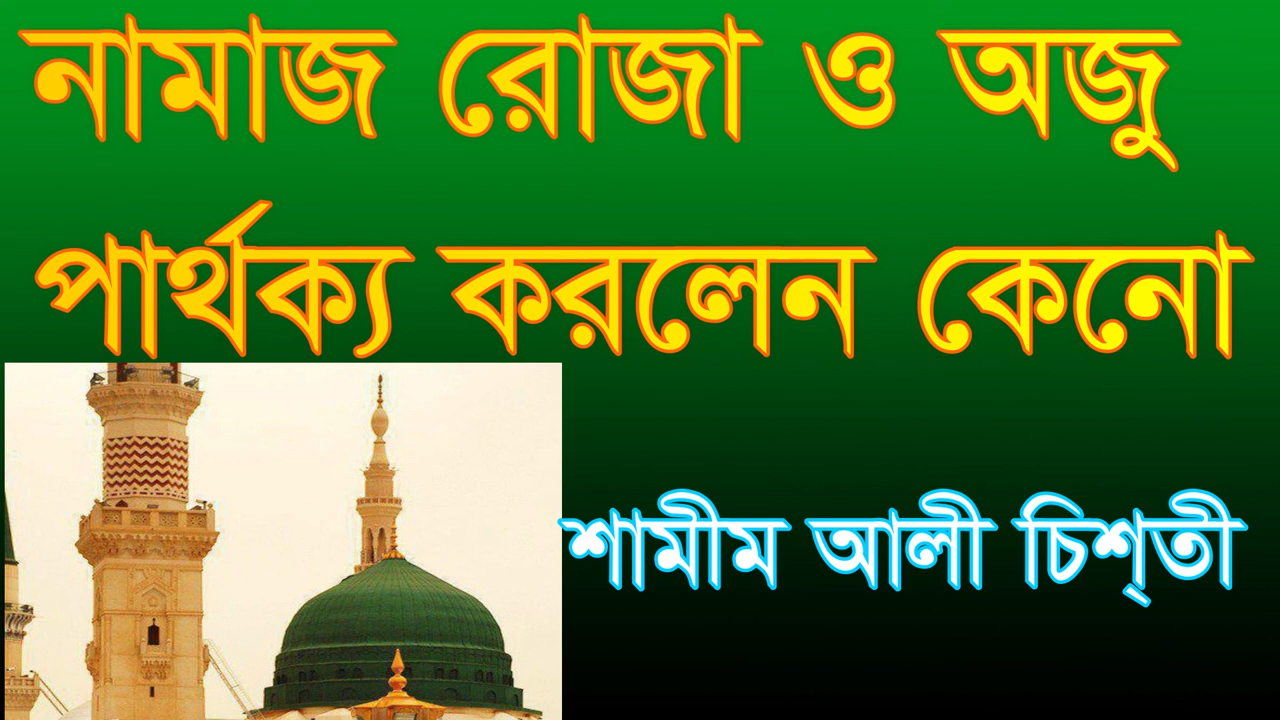 নামাজ রোজা ও অজু
পার্থক্য করলেন কেনো
শামীম আলী চিশ্‌তী